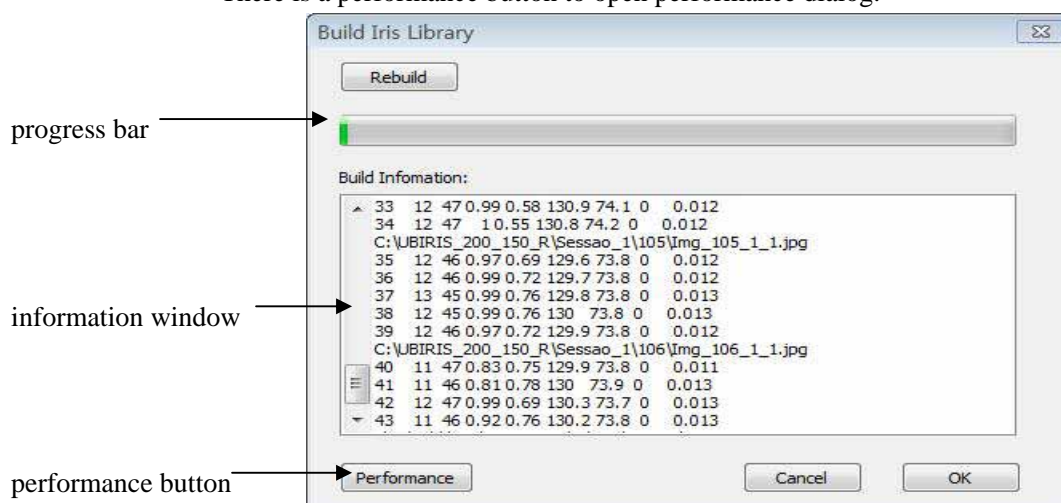 There is a performance button to open performance dialog.
Build Iris Library
Rebuild
progress bar
Build Infomation:
33 12 47 0.99 0.58 130.9 74.1 0 0.012
34 12 47 1 0.55 130.8 74.2 0 0.012
C:\UBIRIS_200_150_R\Sessao_1\105\Img_105_1_1.jpg
35 12 46 0.97 0.69 129.6 73.8 0 0.012
36 12 46 0.99 0.72 129.7 73.8 0 0.012
37 13 45 0.99 0.76 129.8 73.8 0 0.013
38 12 45 0.99 0.76 130 73.8 0 0.013
information window
39 12 46 0.97 0.72 129.9 73.8 0 0.012
C:\UBIRIS_200_150_R\Sessao_1\106\Img_106_1_1.jpg
40 11 47 0.83 0.75 129.9 73.8 0 0.011
41 11 46 0.81 0.78 130 73.9 0 0.013
42 12 47 0.99 0.69 130.3 73.7 0 0.013
43 11 46 0.92 0.76 130.2 73.8 0 0.013
performance button
Performance
Cancel
OK